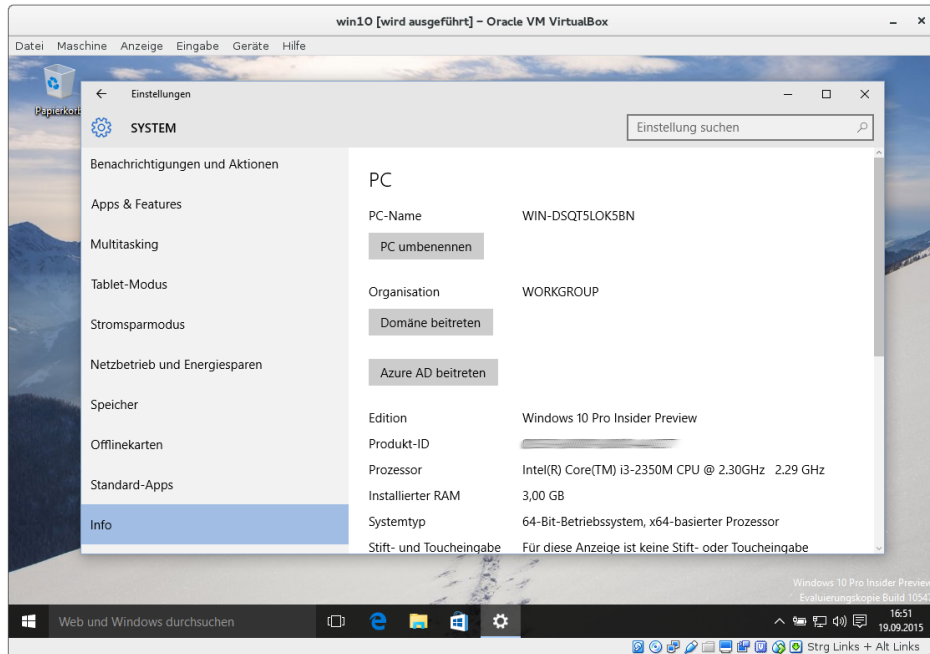 win10 [wird ausgeführt] – Oracle VM VirtualBox
Datei Maschine Anzeige Eingabe Geräte Hilfe
Papierkorb
Einstellungen
SYSTEM
Einstellung suchen
Benachrichtigungen und Aktionen
Apps & Features
Multitasking
Tablet-Modus
Stromsparmodus
Netzbetrieb und Energiesparen
Speicher
Offlinekarten
Standard-Apps
Info
PC
PC-Name WIN-DSQT5LOK5BN
PC umbenennen
Organisation WORKGROUP
Domäne beitreten
Azure AD beitreten
Edition Windows 10 Pro Insider Preview
Produkt-ID
Prozessor Intel(R) Core(TM) i3-2350M CPU @ 2.30GHz 2.29 GHz
Installierter RAM 3,00 GB
Systemtyp 64-Bit-Betriebssystem, x64-basierter Prozessor
Stift- und Toucheingabe Für diese Anzeige ist keine Stift- oder Toucheingabe
Windows 10 Pro Insider Preview
Evaluierungskopie Build 10547
Web und Windows durchsuchen
16:51
19.09.2015
Strg Links + Alt Links